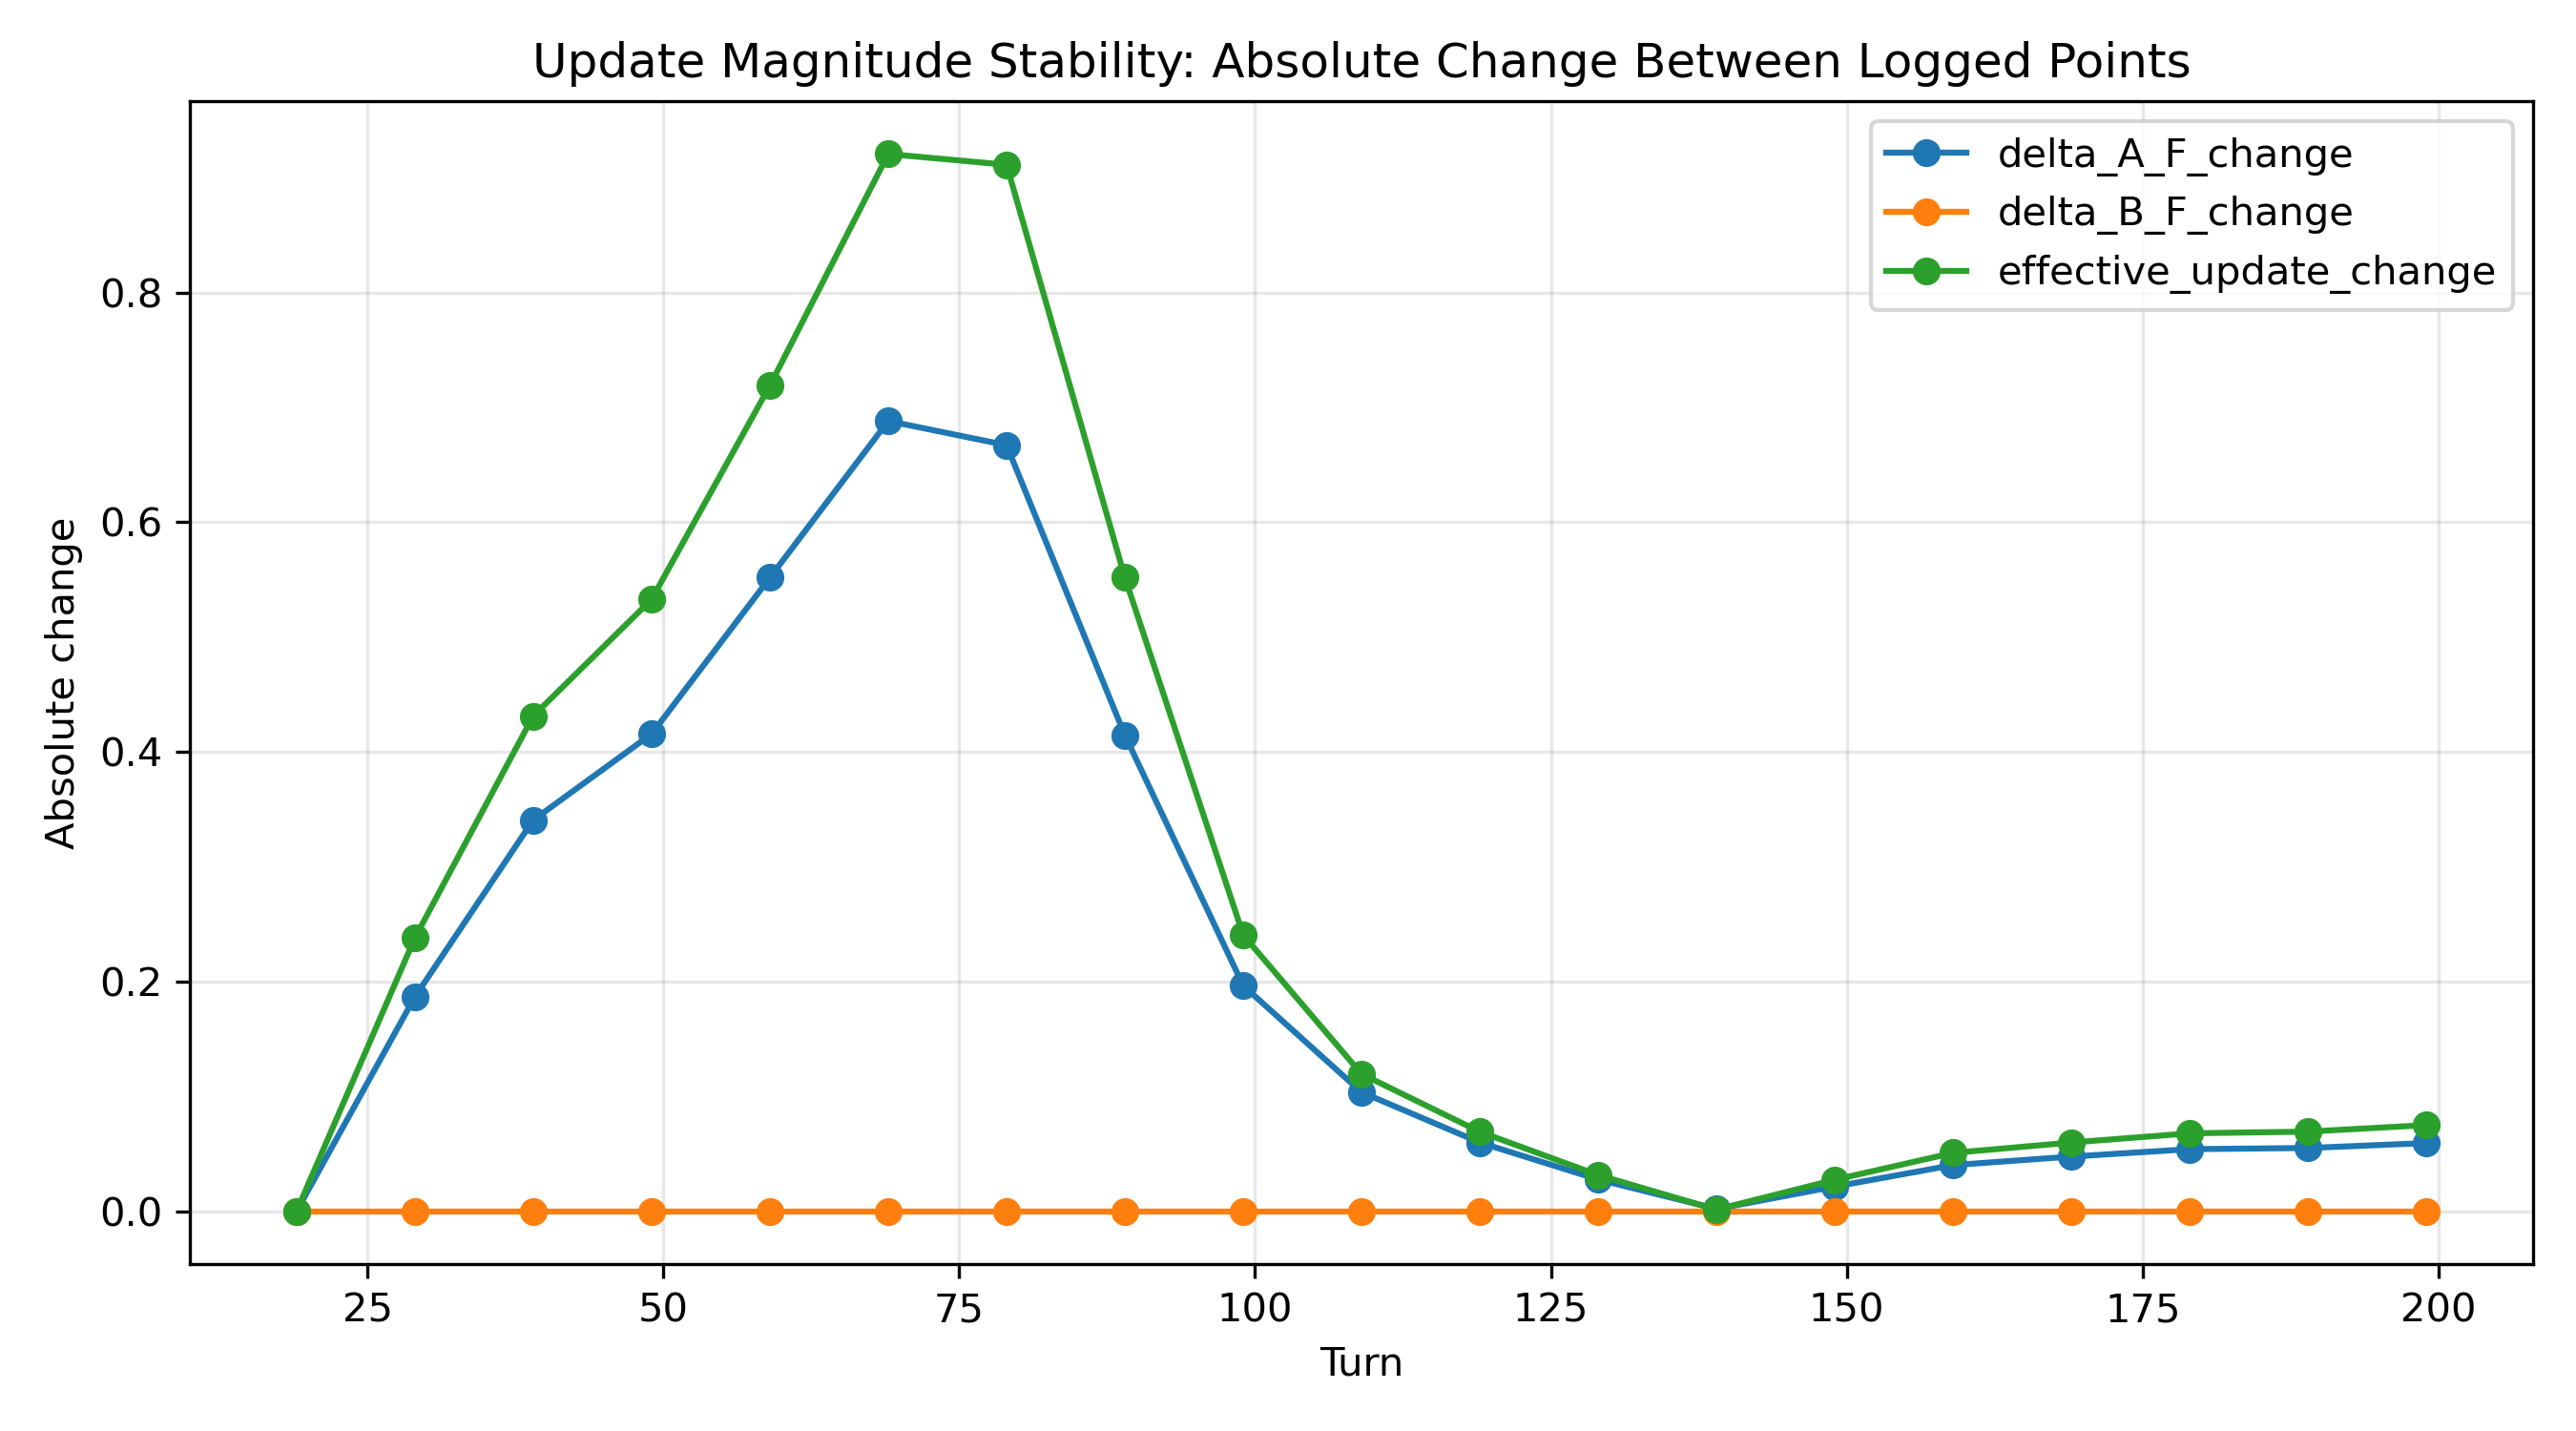 Update Magnitude Stability: Absolute Change Between Logged Points
delta_A_F_change
delta_B_F_change
effective_update_change
Absolute change
0.8
0.6
0.4
0.2
0.0
25 50 75 100 125 150 175 200
Turn